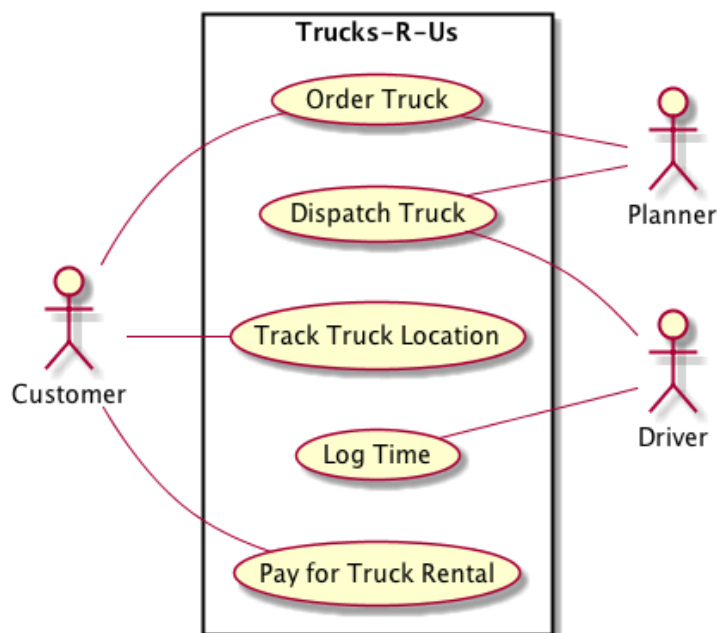 Trucks-R-Us
Order Truck
Planner
Dispatch Truck
Track Truck Location
Customer
Driver
Log Time
Pay for Truck Rental